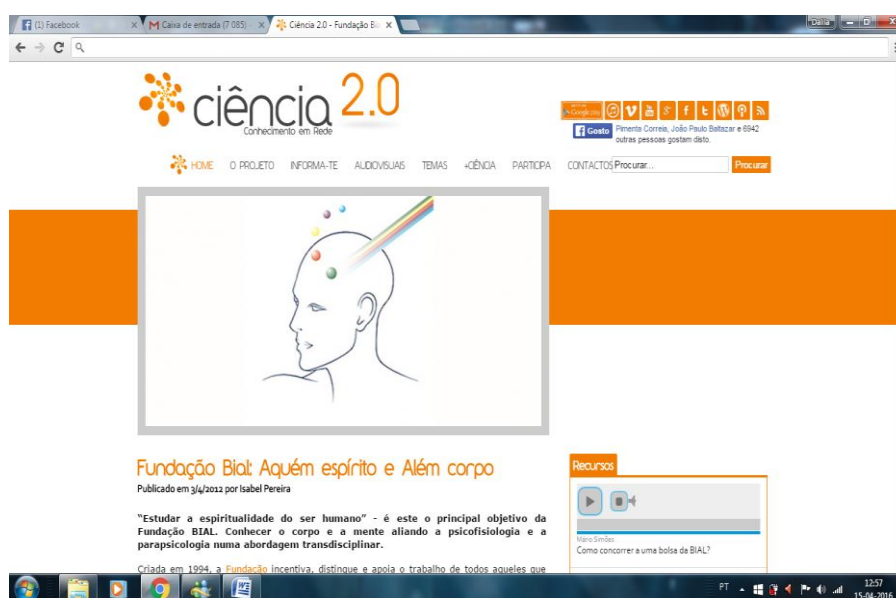 (1) Facebook
Caixa de entrada (7 085) -
Ciência 2.0 - Fundação Bi
Dalila
ciência 2.0
Conhecimento em Rede
Google play
Gosto
Pimenta Correia, João Paulo Baltazar e 6942
outras pessoas gostam disto.
HOME O PROJETO INFORMA-TE AUDIOVISUAIS TEMAS +CIÊNCIA PARTICIPA CONTACTOS Procurar... Procurar
Fundação Bial: Aquém espírito e Além corpo
Publicado em 3/4/2012 por Isabel Pereira
"Estudar a espiritualidade do ser humano" - é este o principal objetivo da
Fundação BIAL. Conhecer o corpo e a mente aliando a psicofisiologia e a
parapsicologia numa abordagem transdisciplinar.
Criada em 1994, a Fundação incentiva, distingue e apoia o trabalho de todos aqueles que
Recursos
Mário Simões
Como concorrer a uma bolsa da BIAL?
PT
12:57
15-04-2016